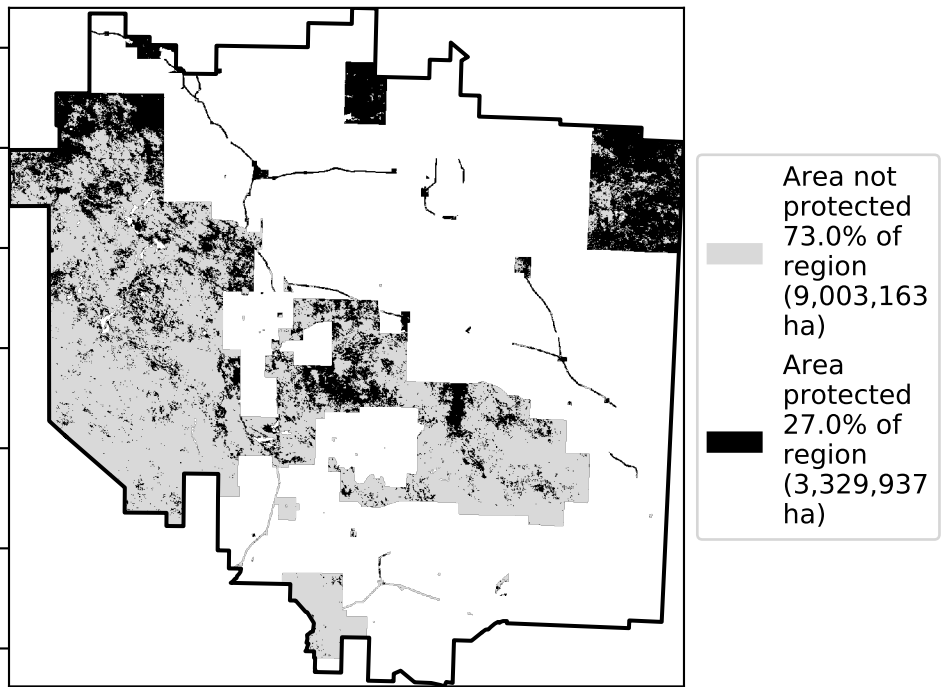 Area not
protected
73.0% of
region
(9,003,163
ha)
Area
protected
27.0% of
region
(3,329,937
ha)